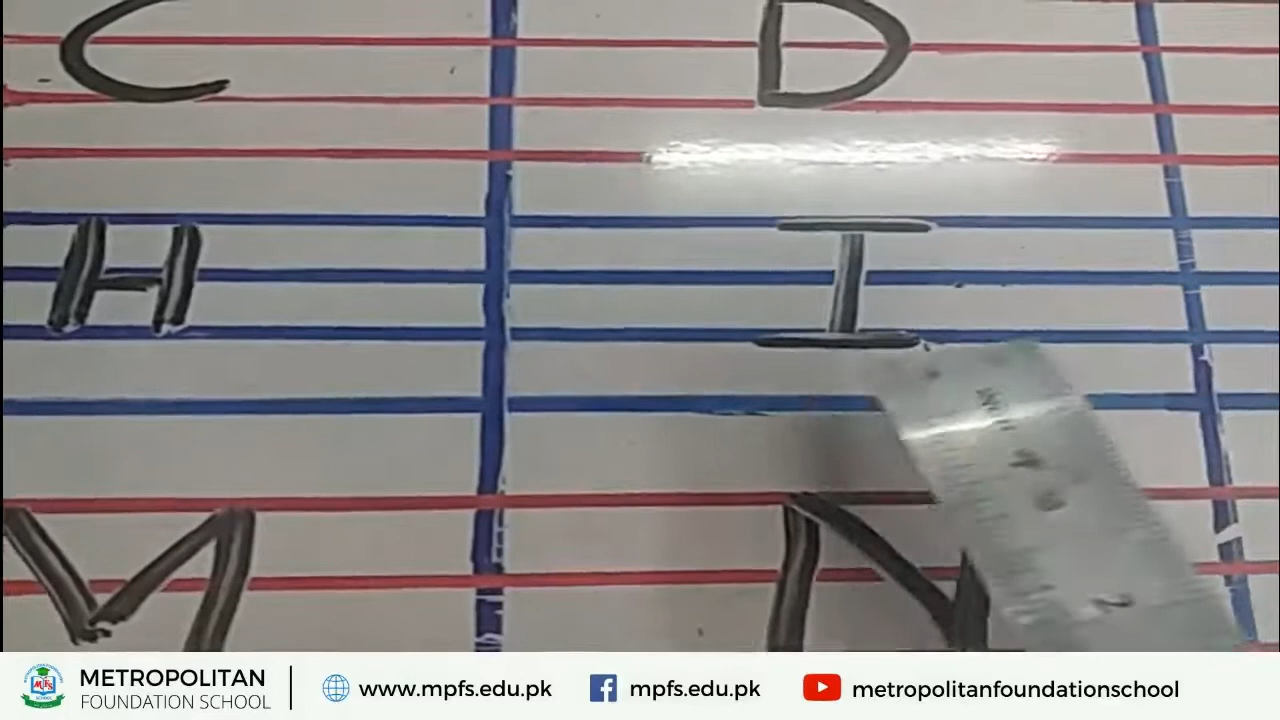 C D
H I
M N
METROPOLITAN
FOUNDATION SCHOOL
www.mpfs.edu.pk
mpfs.edu.pk
metropolitanfoundationschool